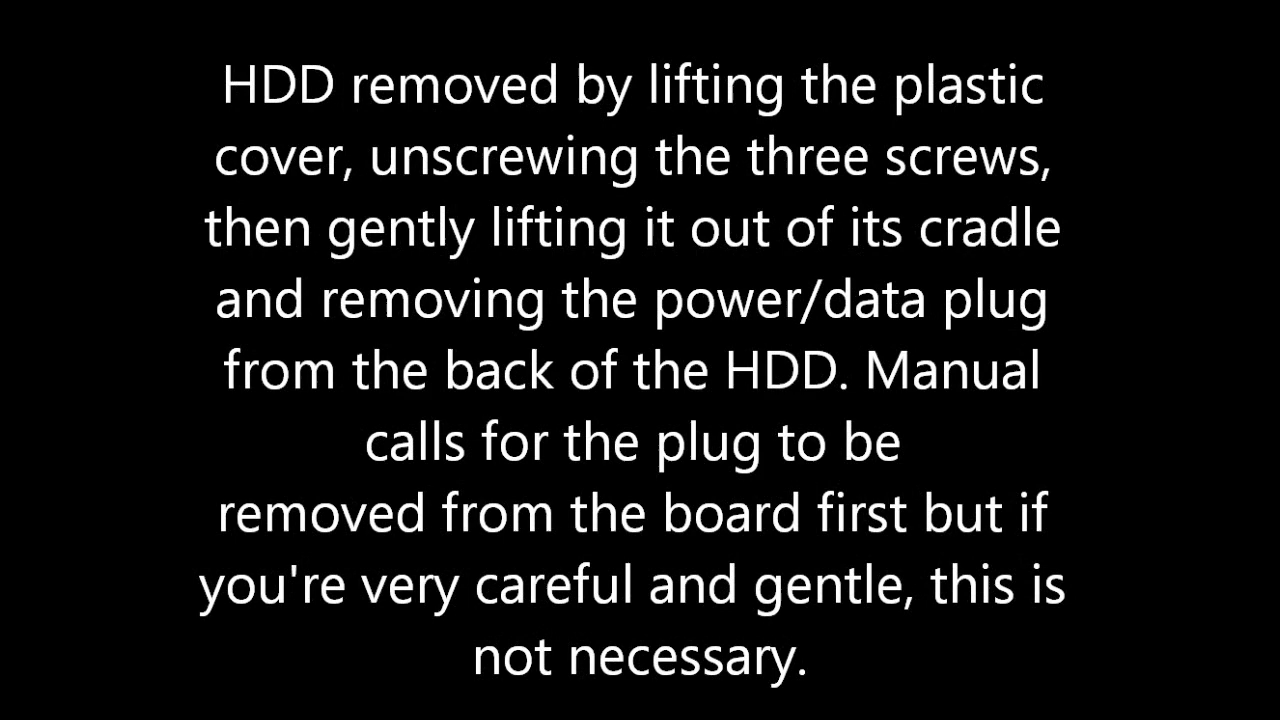 HDD removed by lifting the plastic
cover, unscrewing the three screws,
then gently lifting it out of its cradle
and removing the power/data plug
from the back of the HDD. Manual
calls for the plug to be
removed from the board first but if
you're very careful and gentle, this is
not necessary.